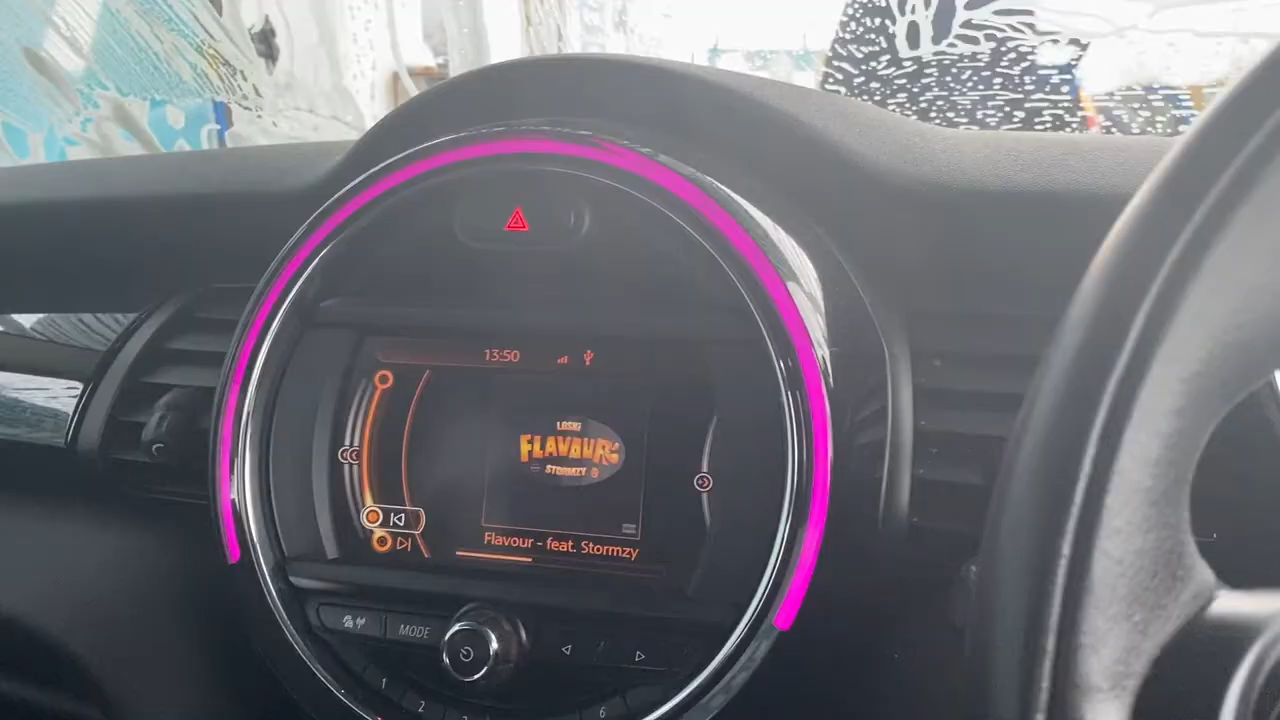 13:50
LOSKI
FLAVOUR
STORMZY
Flavour - feat. Stormzy
MODE
1
2
6